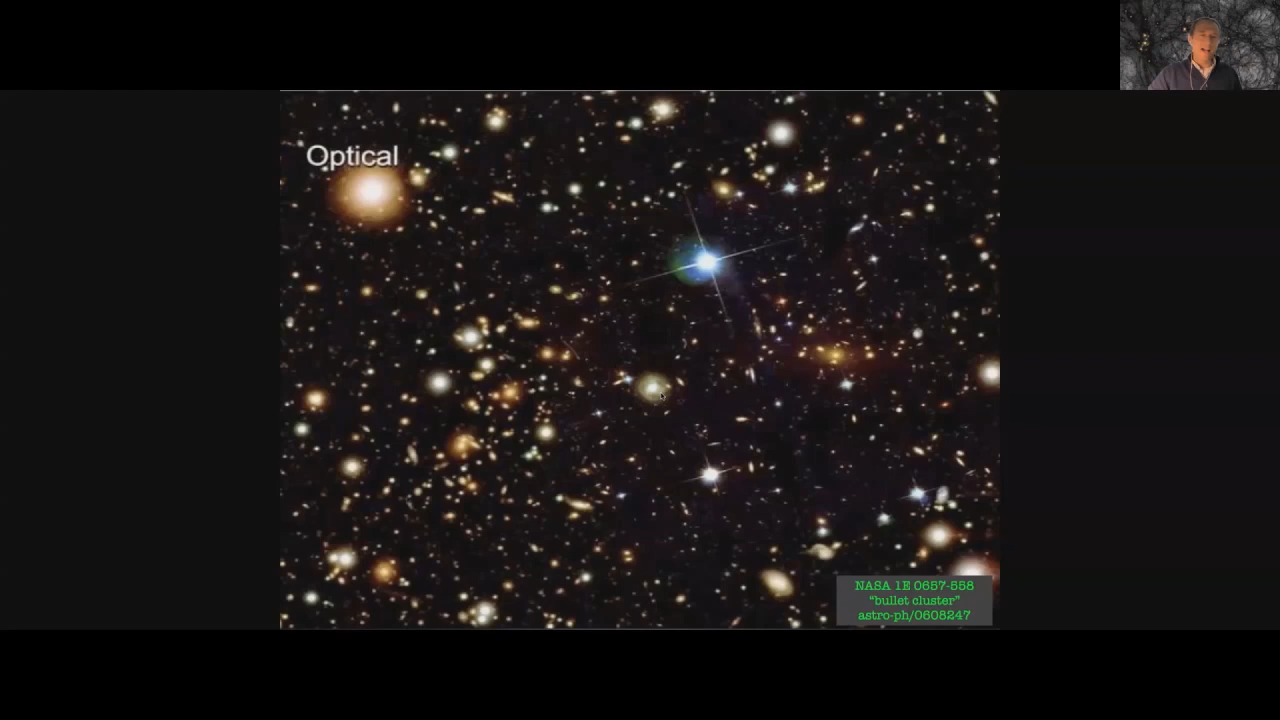 Optical
NASA 1E 0657-558
“bullet cluster”
astro-ph/0608247